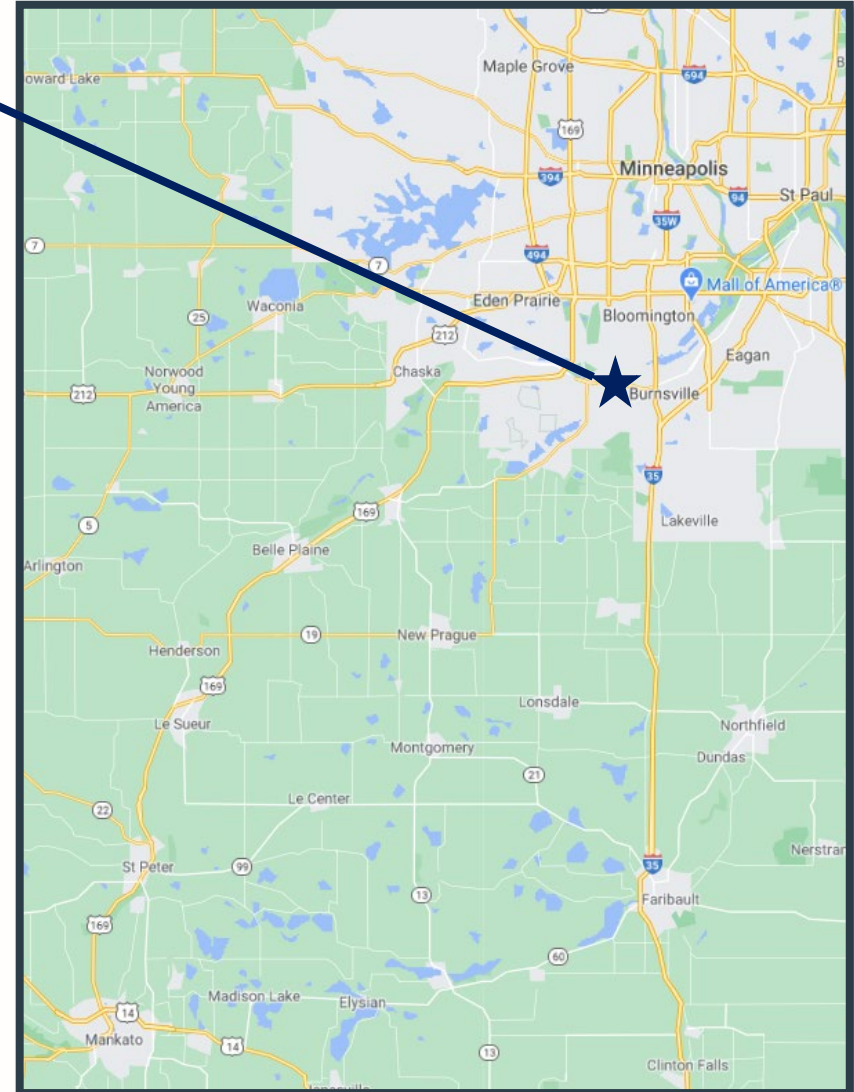 Maple Grove
oward Lake
694
169
Minneapolis
394
94
St Paul
35W
7
494
7
Mall of America®
Eden Prairie
Waconia
Bloomington
25
212
Eagan
Norwood
Young
America
Chaska
212
Burnsville
35
169
Lakeville
5
Belle Plaine
Arlington
19
New Prague
Henderson
169
Lonsdale
Le Sueur
Northfield
Montgomery
Dundas
21
Le Center
22
Nerstran
St Peter
99
35
13
Faribault
169
60
Madison Lake
Elysian
14
Mankato
14
13
Clinton Falls